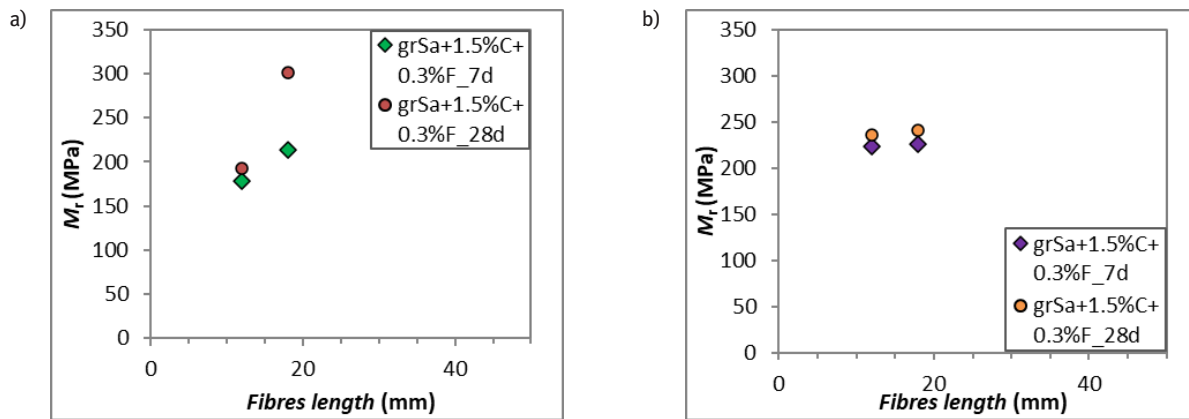 a)
350
300
250
200
150
100
50
0
Mr (MPa)
0 20 40
Fibres length (mm)
grSa+1.5%C+
0.3%F_7d
grSa+1.5%C+
0.3%F_28d
b)
350
300
250
200
150
100
50
0
Mr (MPa)
0 20 40
Fibres length (mm)
grSa+1.5%C+
0.3%F_7d
grSa+1.5%C+
0.3%F_28d